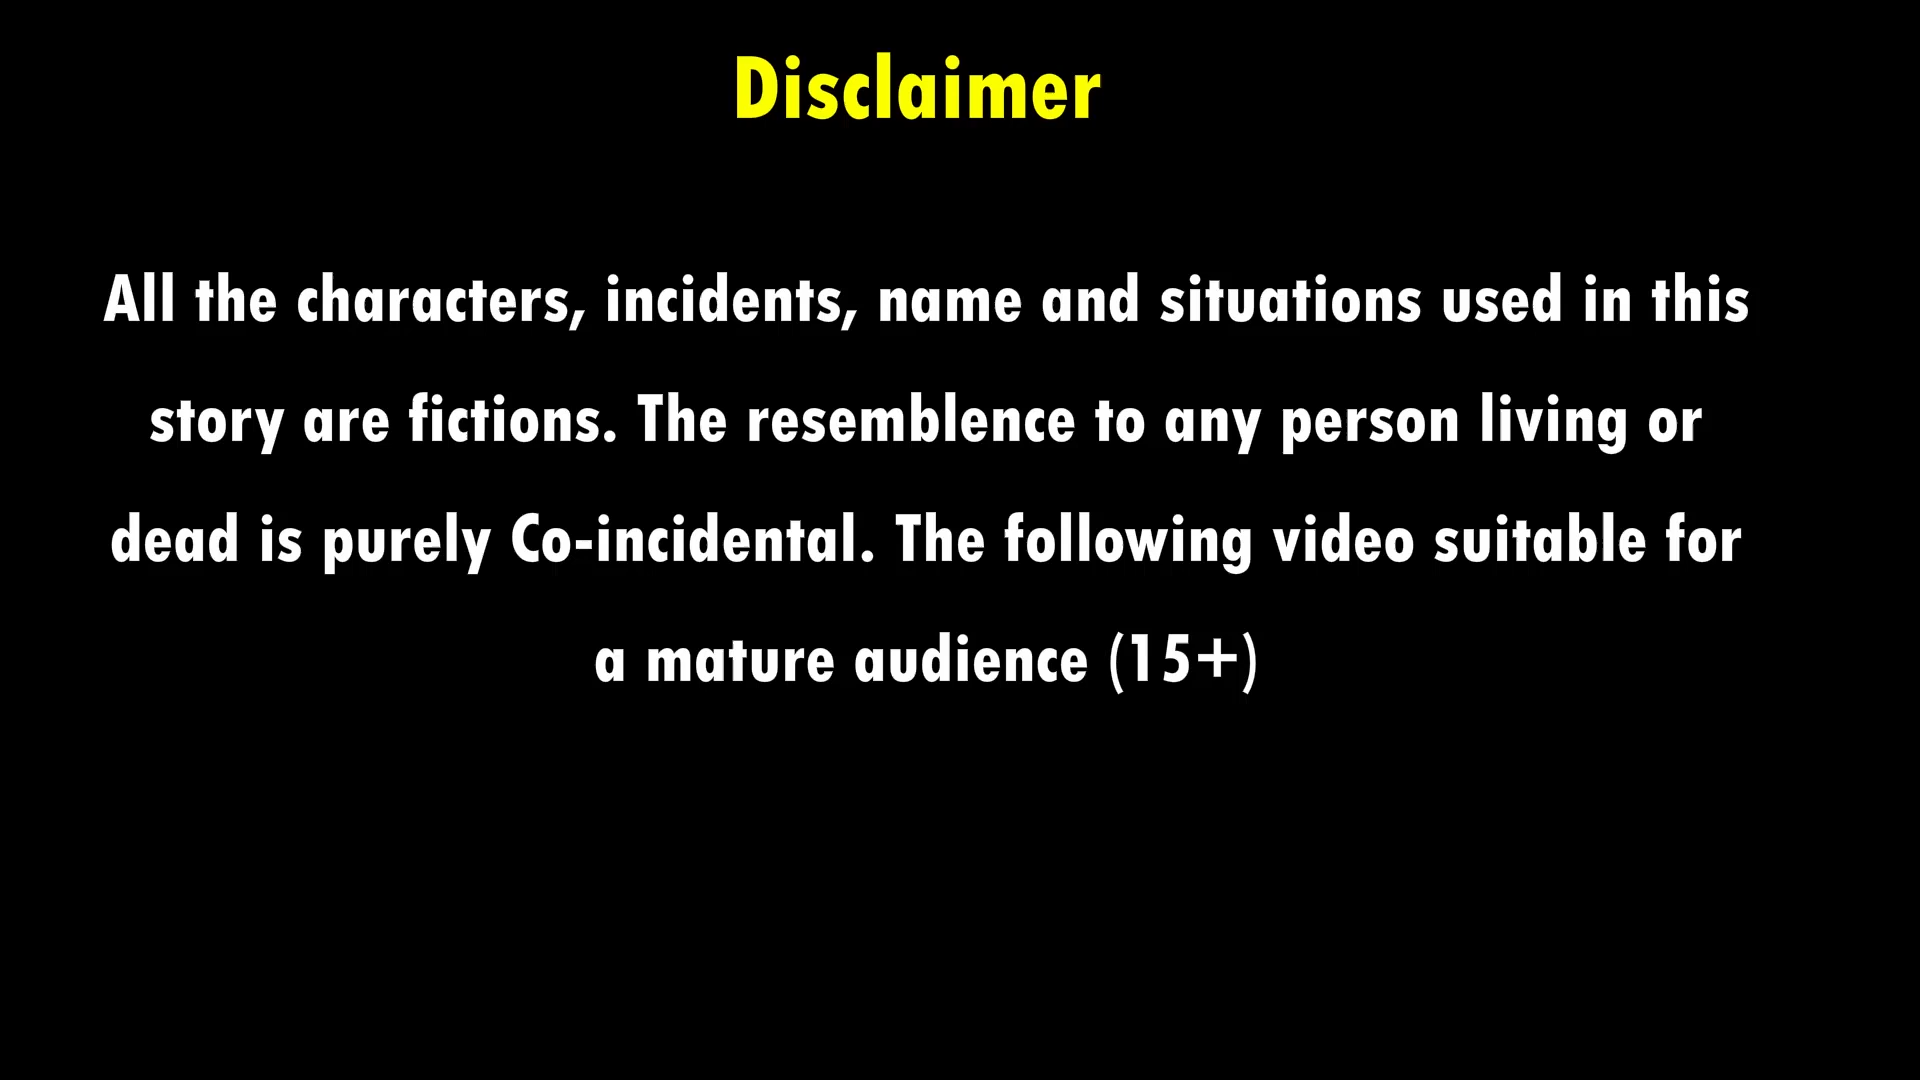 Disclaimer
All the characters, incidents, name and situations used in this
story are fictions. The resemblence to any person living or
dead is purely Co-incidental. The following video suitable for
a mature audience (15+)